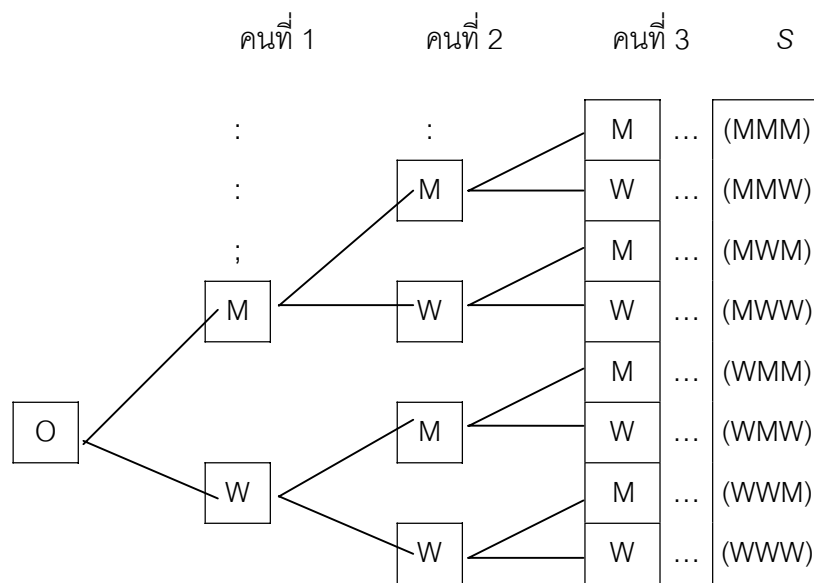 คนที่ 1 คนที่ 2 คนที่ 3 S
: : M ... (MMM)
: M W ... (MMW)
; M ... (MWM)
M W W ... (MWW)
M ... (WMM)
O M W ... (WMW)
W M ... (WWM)
W W ... (WWW)